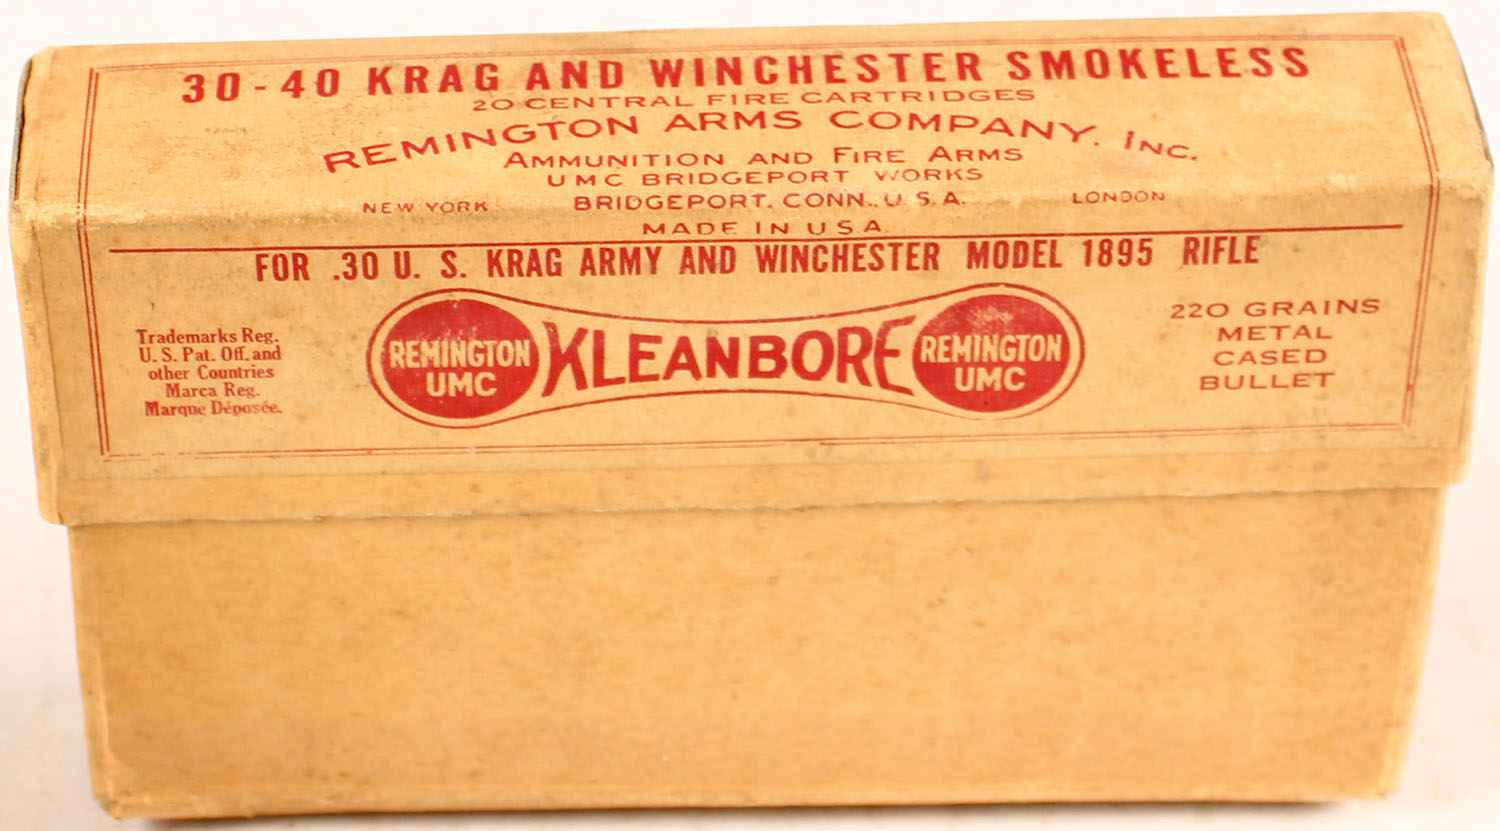 30-40 KRAG AND WINCHESTER SMOKELESS
20 CENTRAL FIRE CARTRIDGES
REMINGTON ARMS COMPANY, INC.
AMMUNITION AND FIRE ARMS
UMC BRIDGEPORT WORKS
NEW YORK BRIDGEPORT, CONN., U.S.A. LONDON
MADE IN U.S.A.
FOR .30 U. S. KRAG ARMY AND WINCHESTER MODEL 1895 RIFLE
Trademarks Reg.
U. S. Pat. Off. and
other Countries
Marca Reg.
Marque Déposée.
REMINGTON
UMC
KLEANBORE
REMINGTON
UMC
220 GRAINS
METAL
CASED
BULLET